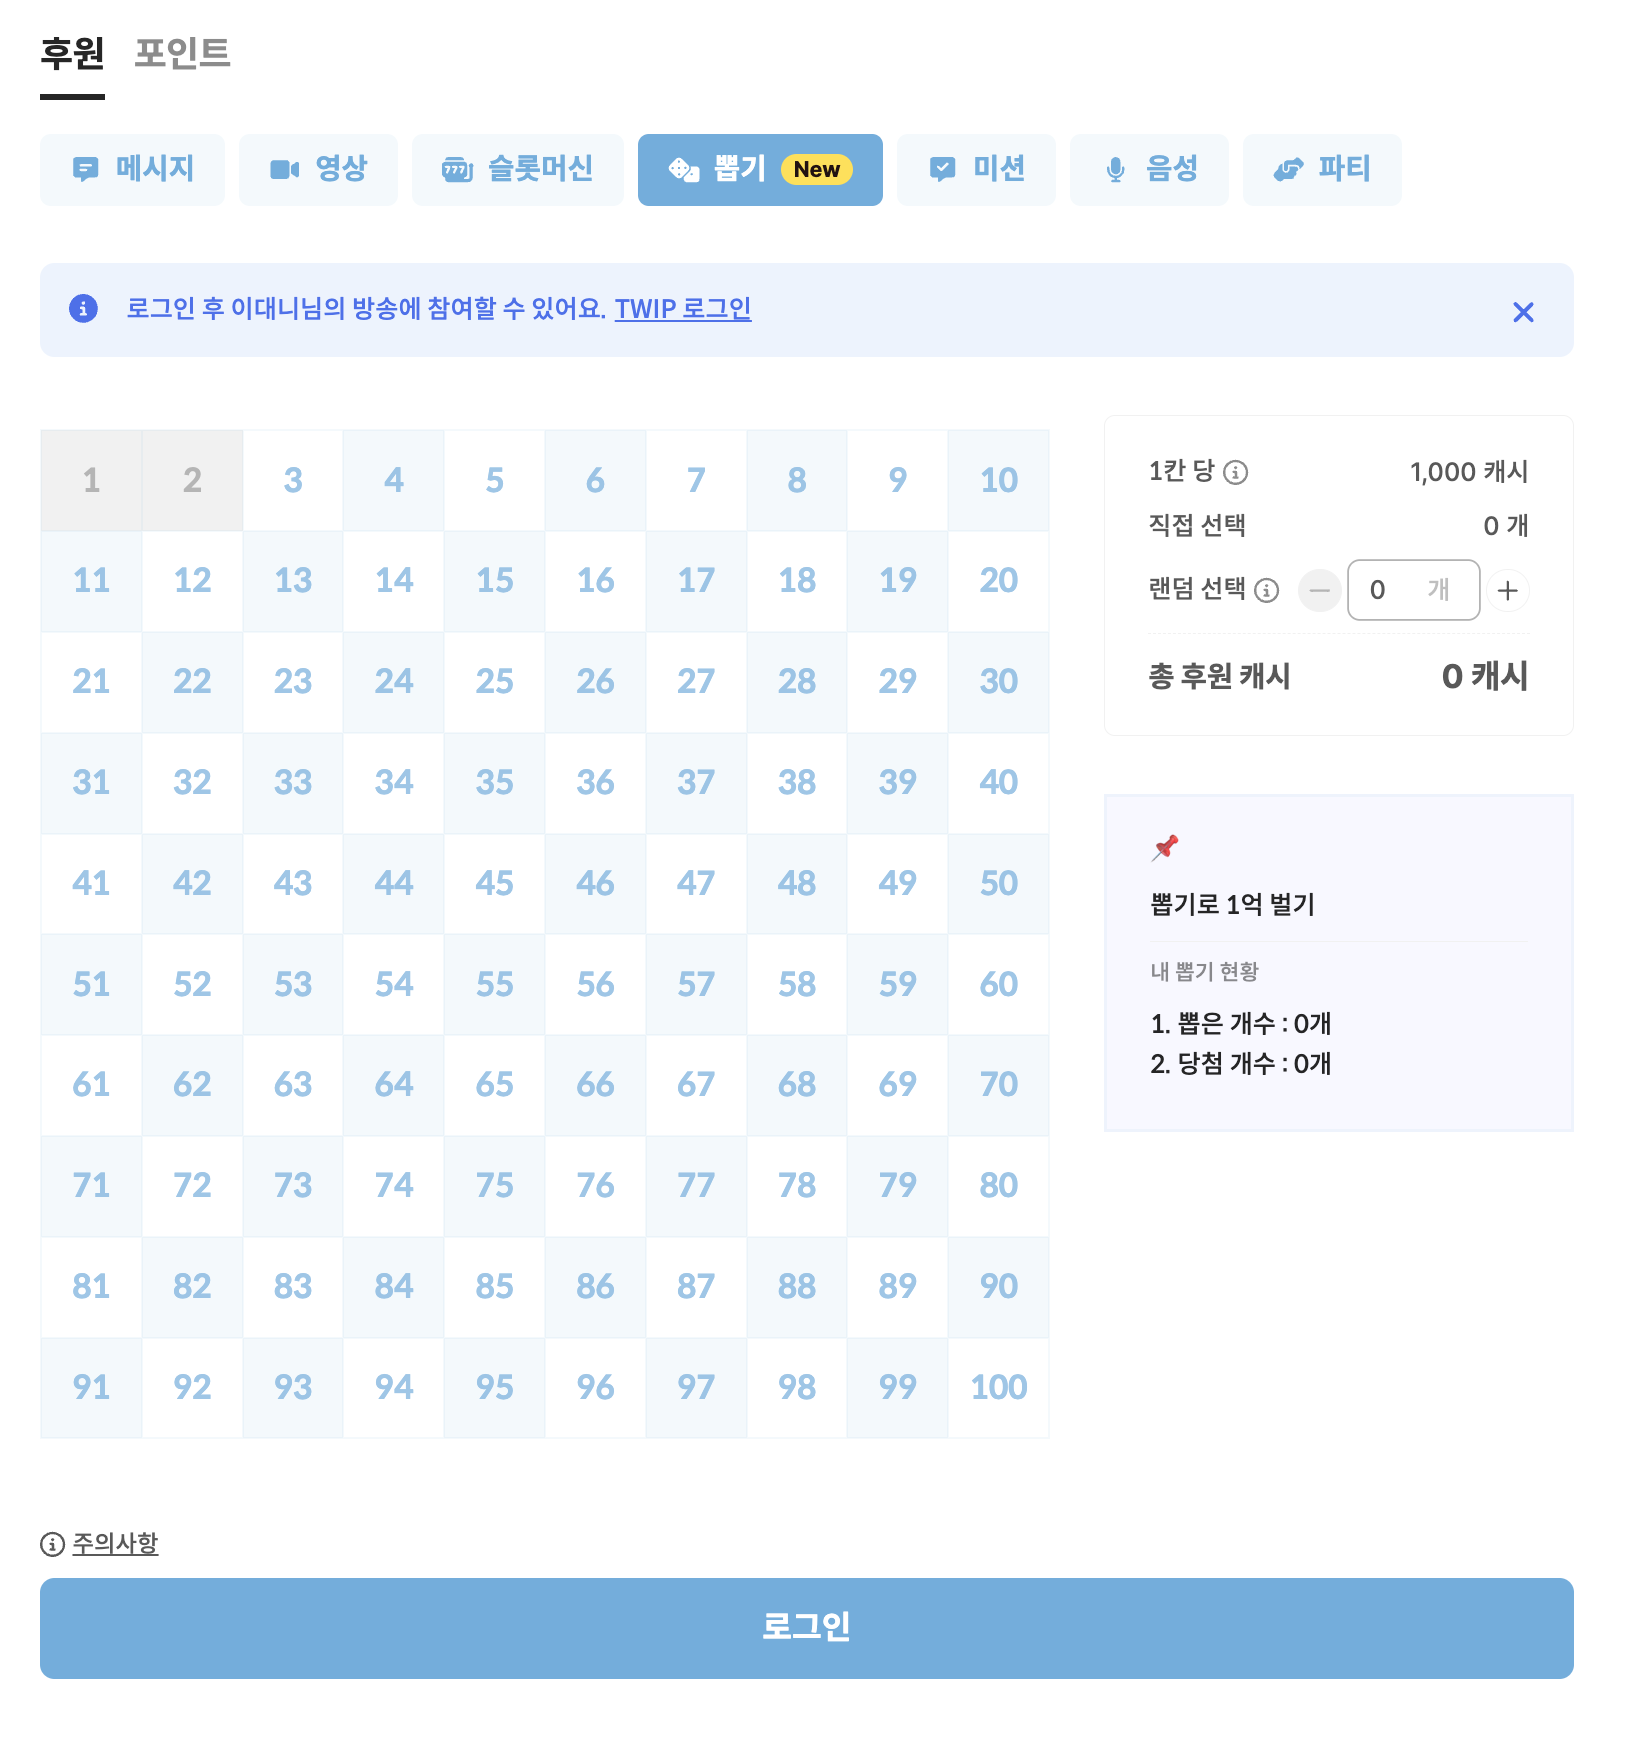 후원 포인트
메시지 영상 슬롯머신 뽑기 New 미션 음성 파티
로그인 후 이대니님의 방송에 참여할 수 있어요. TWIP 로그인
1 2 3 4 5 6 7 8 9 10
11 12 13 14 15 16 17 18 19 20
21 22 23 24 25 26 27 28 29 30
31 32 33 34 35 36 37 38 39 40
41 42 43 44 45 46 47 48 49 50
51 52 53 54 55 56 57 58 59 60
61 62 63 64 65 66 67 68 69 70
71 72 73 74 75 76 77 78 79 80
81 82 83 84 85 86 87 88 89 90
91 92 93 94 95 96 97 98 99 100
1칸 당 1,000 캐시
직접 선택 0 개
랜덤 선택 0 개
총 후원 캐시 0 캐시
뽑기로 1억 벌기
내 뽑기 현황
1. 뽑은 개수 : 0개
2. 당첨 개수 : 0개
주의사항
로그인